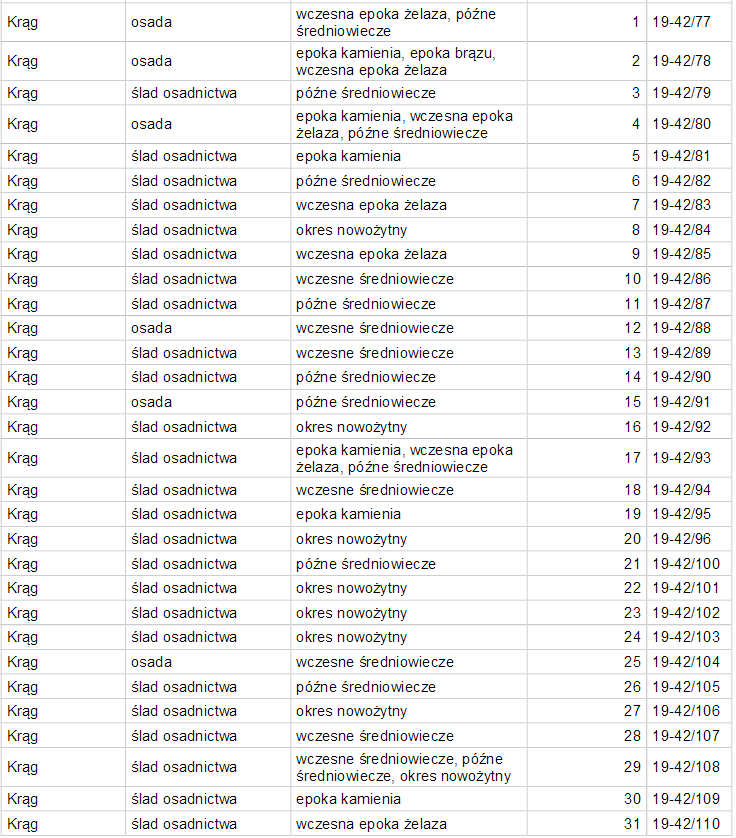 Krąg osada wczesna epoka żelaza, późne średniowiecze 1 19-42/77
Krąg osada epoka kamienia, epoka brązu, wczesna epoka żelaza 2 19-42/78
Krąg ślad osadnictwa późne średniowiecze 3 19-42/79
Krąg osada epoka kamienia, wczesna epoka żelaza, późne średniowiecze 4 19-42/80
Krąg ślad osadnictwa epoka kamienia 5 19-42/81
Krąg ślad osadnictwa późne średniowiecze 6 19-42/82
Krąg ślad osadnictwa wczesna epoka żelaza 7 19-42/83
Krąg ślad osadnictwa okres nowożytny 8 19-42/84
Krąg ślad osadnictwa wczesna epoka żelaza 9 19-42/85
Krąg ślad osadnictwa wczesne średniowiecze 10 19-42/86
Krąg ślad osadnictwa późne średniowiecze 11 19-42/87
Krąg osada wczesne średniowiecze 12 19-42/88
Krąg ślad osadnictwa wczesne średniowiecze 13 19-42/89
Krąg ślad osadnictwa późne średniowiecze 14 19-42/90
Krąg osada późne średniowiecze 15 19-42/91
Krąg ślad osadnictwa okres nowożytny 16 19-42/92
Krąg ślad osadnictwa epoka kamienia, wczesna epoka żelaza, późne średniowiecze 17 19-42/93
Krąg ślad osadnictwa wczesne średniowiecze 18 19-42/94
Krąg ślad osadnictwa epoka kamienia 19 19-42/95
Krąg ślad osadnictwa okres nowożytny 20 19-42/96
Krąg ślad osadnictwa późne średniowiecze 21 19-42/100
Krąg ślad osadnictwa okres nowożytny 22 19-42/101
Krąg ślad osadnictwa okres nowożytny 23 19-42/102
Krąg ślad osadnictwa okres nowożytny 24 19-42/103
Krąg osada wczesne średniowiecze 25 19-42/104
Krąg ślad osadnictwa późne średniowiecze 26 19-42/105
Krąg ślad osadnictwa okres nowożytny 27 19-42/106
Krąg ślad osadnictwa wczesne średniowiecze 28 19-42/107
Krąg ślad osadnictwa wczesne średniowiecze, późne średniowiecze, okres nowożytny 29 19-42/108
Krąg ślad osadnictwa epoka kamienia 30 19-42/109
Krąg ślad osadnictwa wczesna epoka żelaza 31 19-42/110